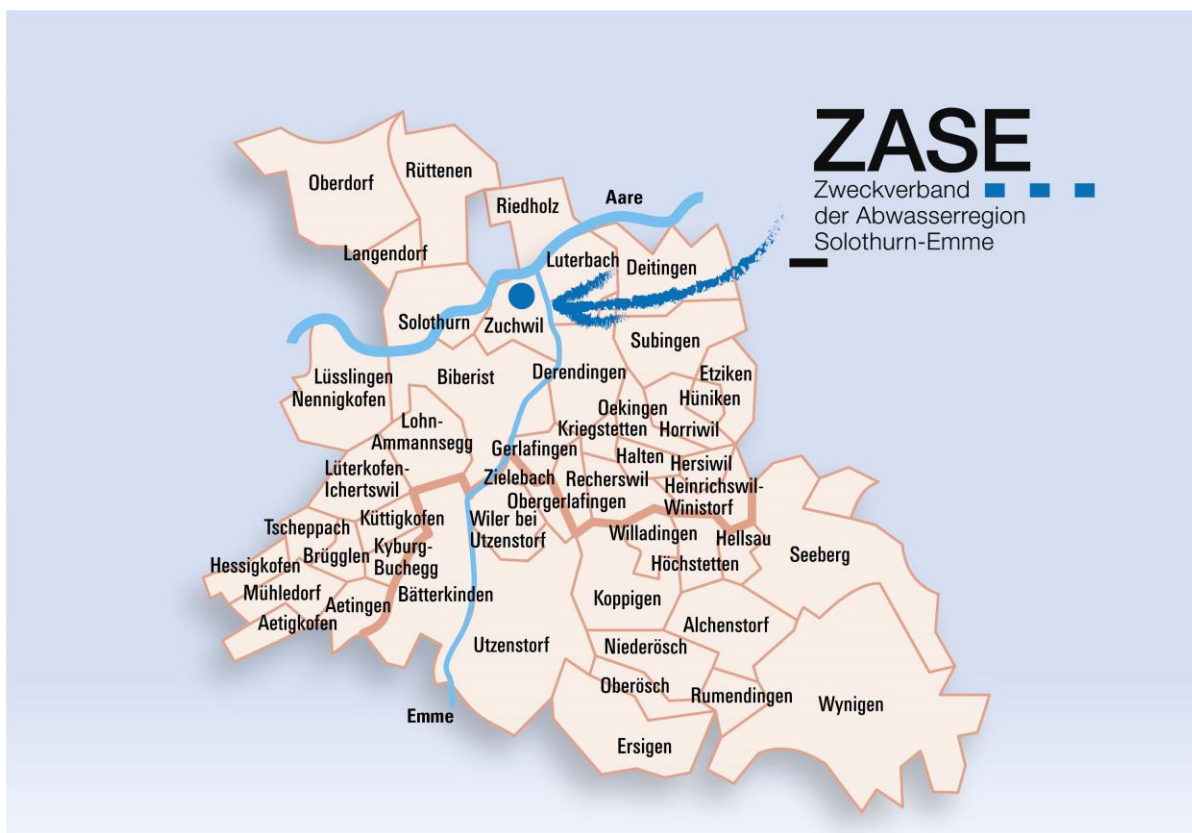 ZASE
Zweckverband
der Abwasserregion
Solothurn-Emme
Oberdorf
Rüttenen
Riedholz
Aare
Langendorf
Luterbach
Deitingen
Solothurn
Zuchwil
Subingen
Lüsslingen
Nennigkofen
Biberist
Derendingen
Etziken
Hüniken
Oekingen
Lohn-
Ammannsegg
Kriegstetten
Horriwil
Gerlafingen
Halten
Hersiwil
Lüterkofen-
Ichertswil
Zielebach
Recherswil
Heinrichswil-
Winistorf
Obergerlafingen
Tscheppach
Küttigkofen
Wiler bei
Utzenstorf
Willadingen
Hellsau
Seeberg
Hessigkofen
Brügglen
Kyburg-
Buchegg
Höchstetten
Mühledorf
Aetingen
Bätterkinden
Koppigen
Aetigkofen
Alchenstorf
Utzenstorf
Niederösch
Oberösch
Rumendingen
Wynigen
Emme
Ersigen